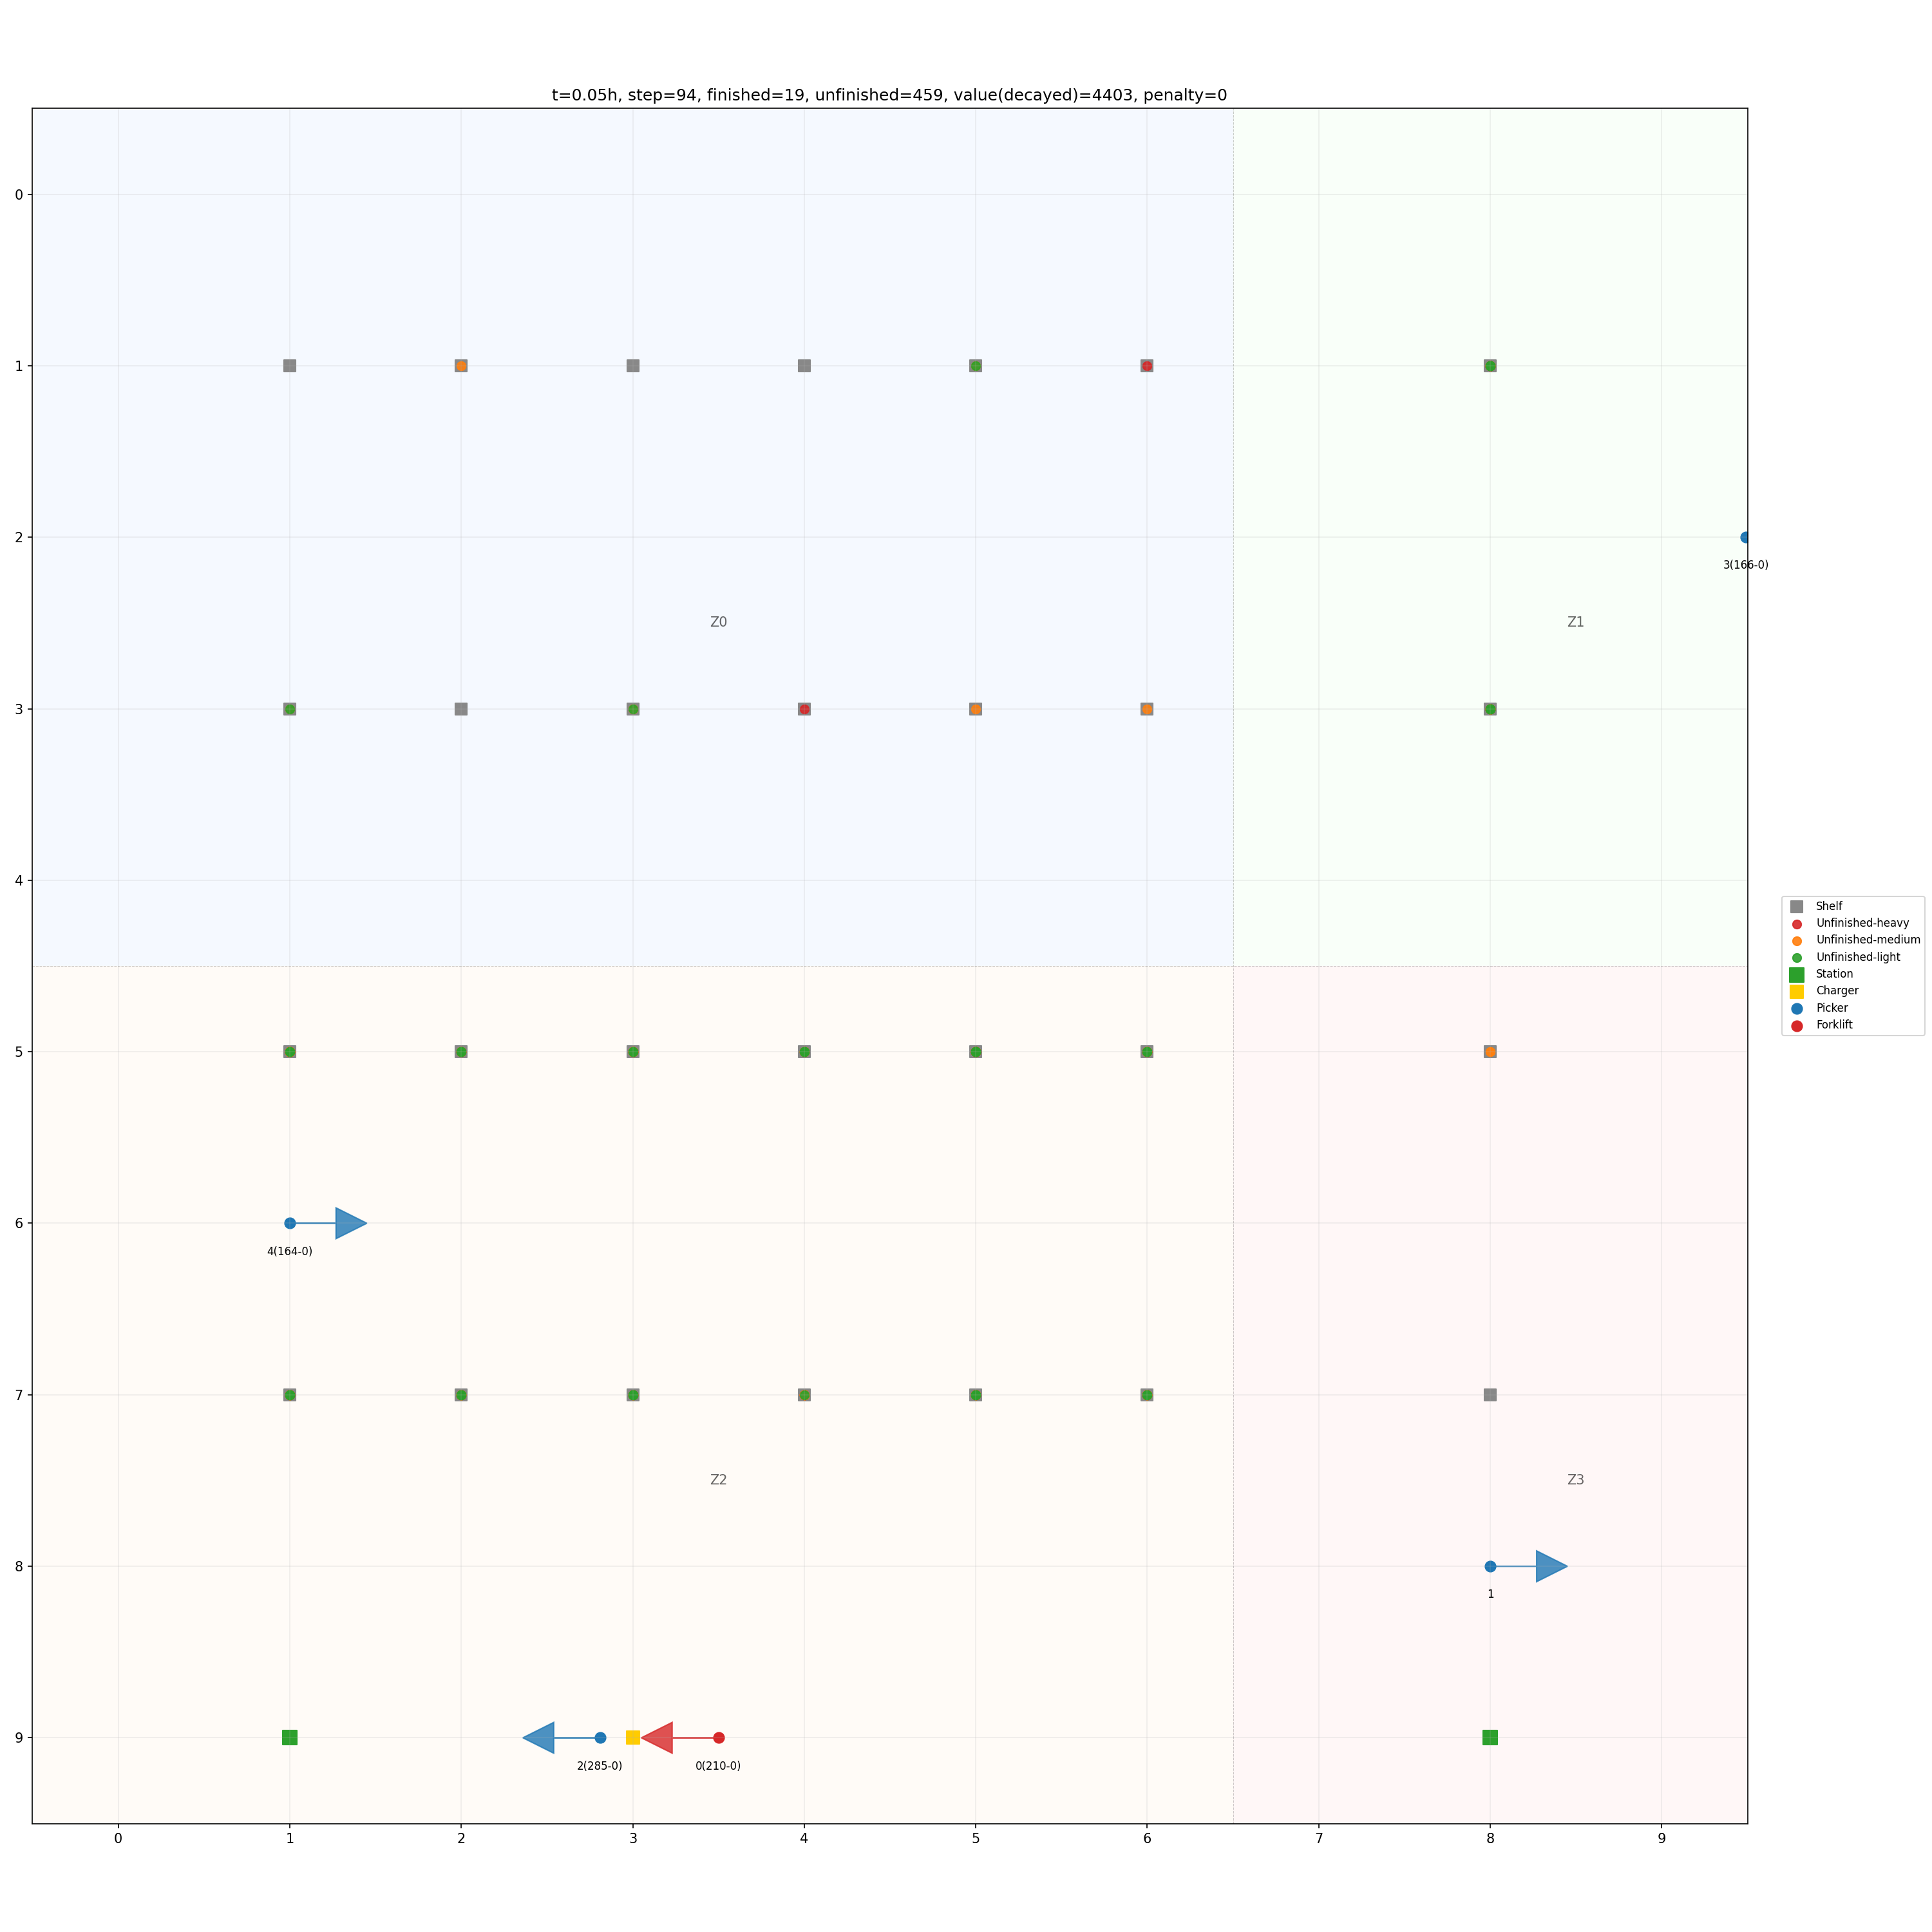 t=0.05h, step=94, finished=19, unfinished=459, value(decayed)=4403, penalty=0
0
1
2
3(166-0)
Z0
Z1
3
4
Shelf
Unfinished-heavy
Unfinished-medium
Unfinished-light
Station
Charger
Picker
Forklift
5
6
4(164-0)
7
Z2
Z3
8
1
9
2(285-0)
0(210-0)
0 1 2 3 4 5 6 7 8 9